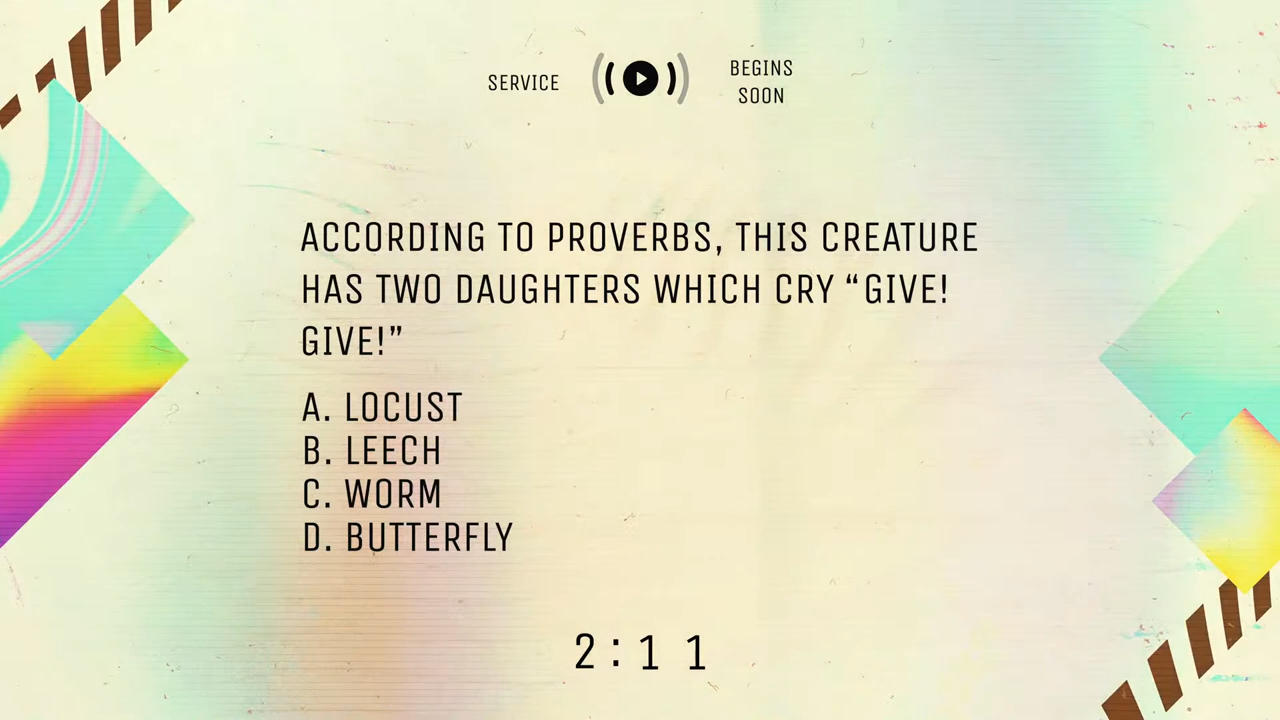 SERVICE
BEGINS
SOON
ACCORDING TO PROVERBS, THIS CREATURE
HAS TWO DAUGHTERS WHICH CRY “GIVE!
GIVE!”
A. LOCUST
B. LEECH
C. WORM
D. BUTTERFLY
2:11